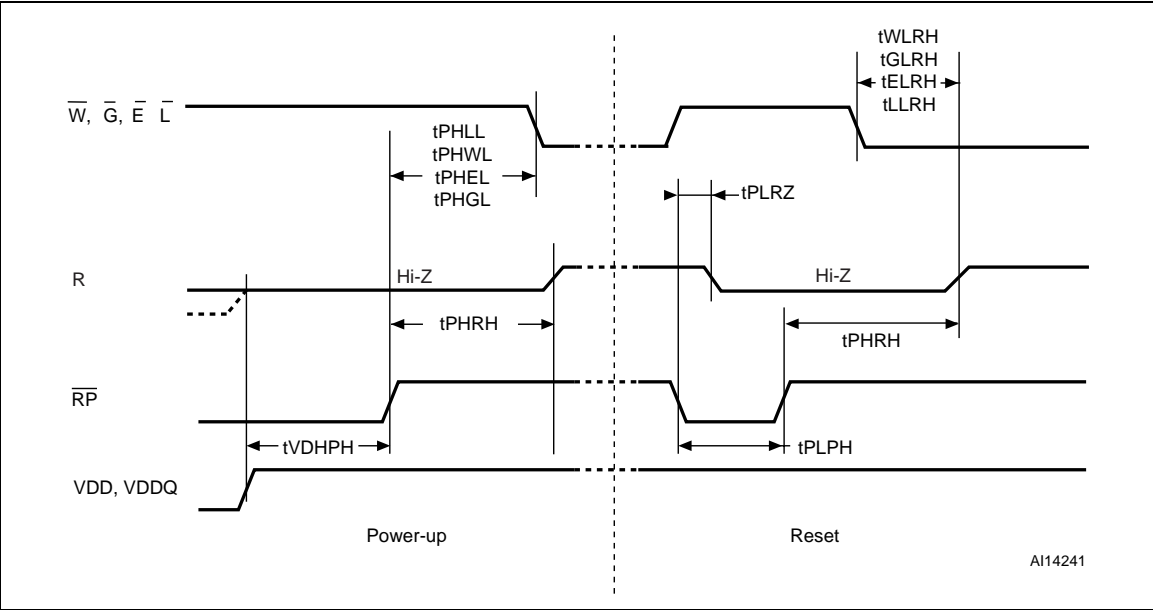 tWLRH
tGLRH
tELRH
tLLRH
W̅, G̅, E̅ L̅
tPHLL
tPHWL
tPHEL
tPHGL
tPLRZ
R
Hi-Z
Hi-Z
tPHRH
tPHRH
R̅P̅
tVDHPH
tPLPH
VDD, VDDQ
Power-up
Reset
AI14241